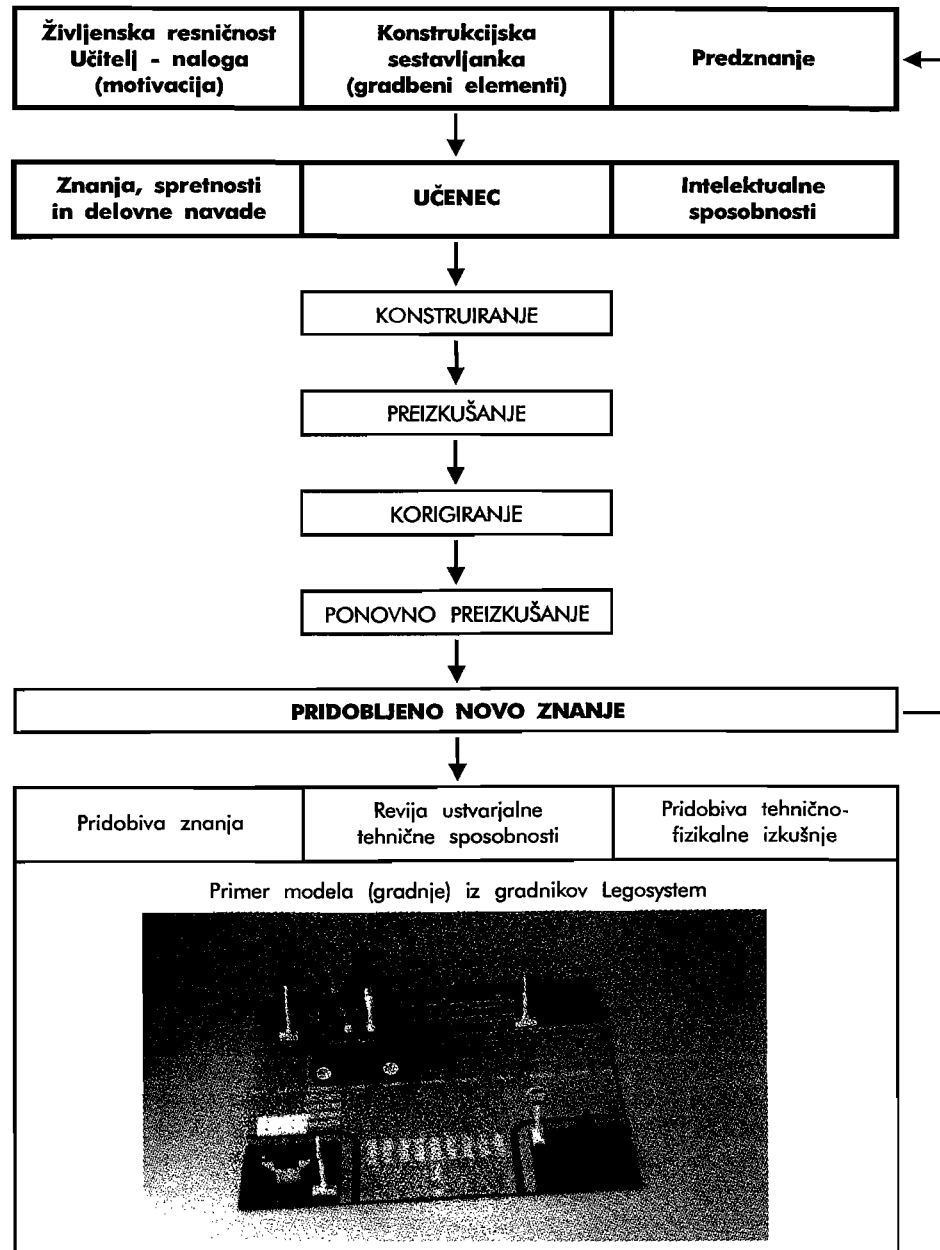 Življenska resničnost
Učitelj - naloga
(motivacija)
Konstrukcijska
sestavljanka
(gradbeni elementi)
Predznanje
Znanja, spretnosti
in delovne navade
UČENEC
Intelektualne
sposobnosti
KONSTRUIRANJE
PREIZKUŠANJE
KORIGIRANJE
PONOVNO PREIZKUŠANJE
PRIDOBLJENO NOVO ZNANJE
Pridobiva znanja
Revija ustvarjalne
tehnične sposobnosti
Pridobiva tehnično-
fizikalne izkušnje
Primer modela (gradnje) iz gradnikov Legosystem